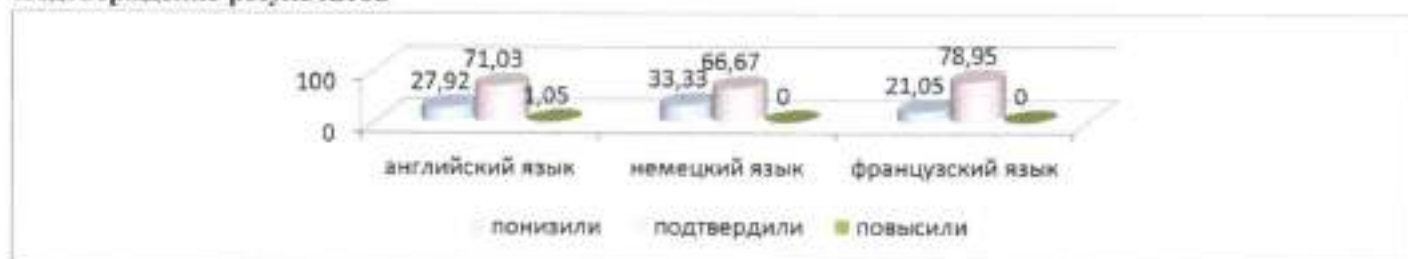 71,03 66,67 78,95
100 27,92 33,33 21,05
1,05 0 0
0
английский язык немецкий язык французский язык
понизили подтвердили повысили